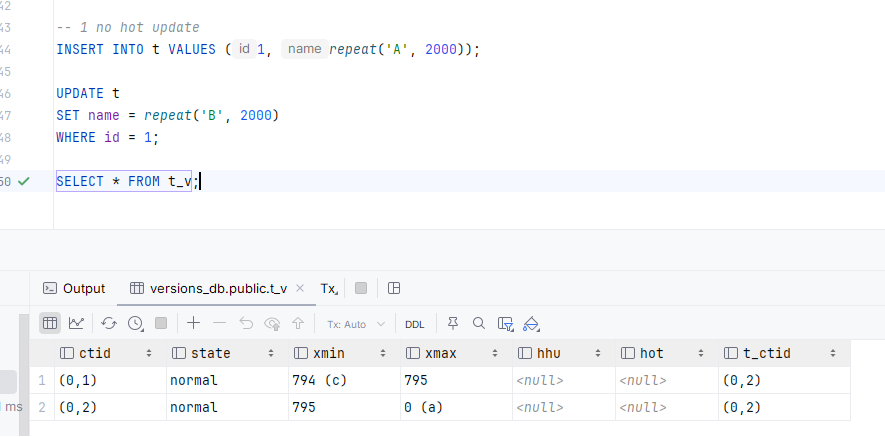 42
43 -- 1 no hot update
44 INSERT INTO t VALUES ( id 1, name repeat('A', 2000));
45
46 UPDATE t
47 SET name = repeat('B', 2000)
48 WHERE id = 1;
49
50 SELECT * FROM t_v;
Output versions_db.public.t_v × Tx
Tx: Auto DDL
ctid state xmin xmax hhu hot t_ctid
1 (0,1) normal 794 (c) 795 <null> <null> (0,2)
ms 2 (0,2) normal 795 0 (a) <null> <null> (0,2)